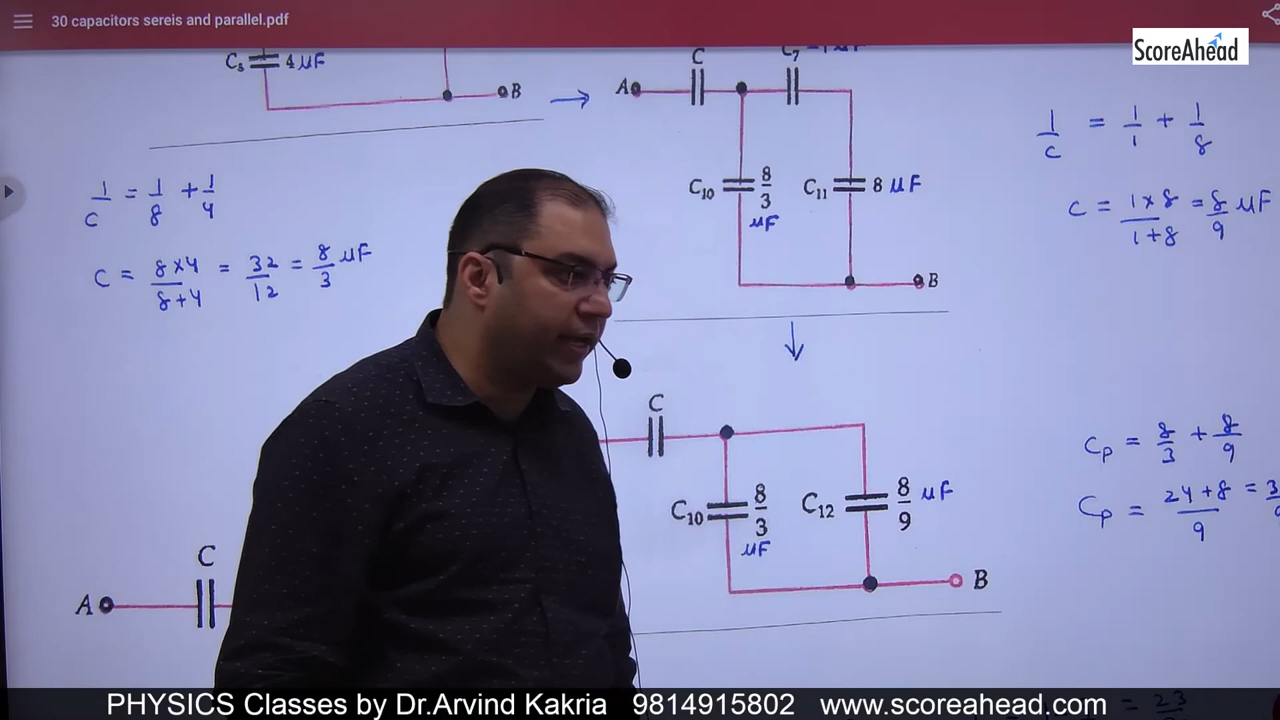 30 capacitors sereis and parallel.pdf
ScoreAhead
C₅ 4 μF
B
A
C
C₇
1/C = 1/8 + 1/4
C = 8×4/8+4 = 32/12 = 8/3 μF
C₁₀ 8/3 μF
C₁₁ 8 μF
B
1/C = 1/1 + 1/8
C = 1×8/1+8 = 8/9 μF
C
C₁₀ 8/3 μF
C₁₂ 8/9 μF
B
Cₚ = 8/3 + 8/9
Cₚ = 24+8/9 =
A
C
= 23
PHYSICS Classes by Dr.Arvind Kakria 9814915802 www.scoreahead.com